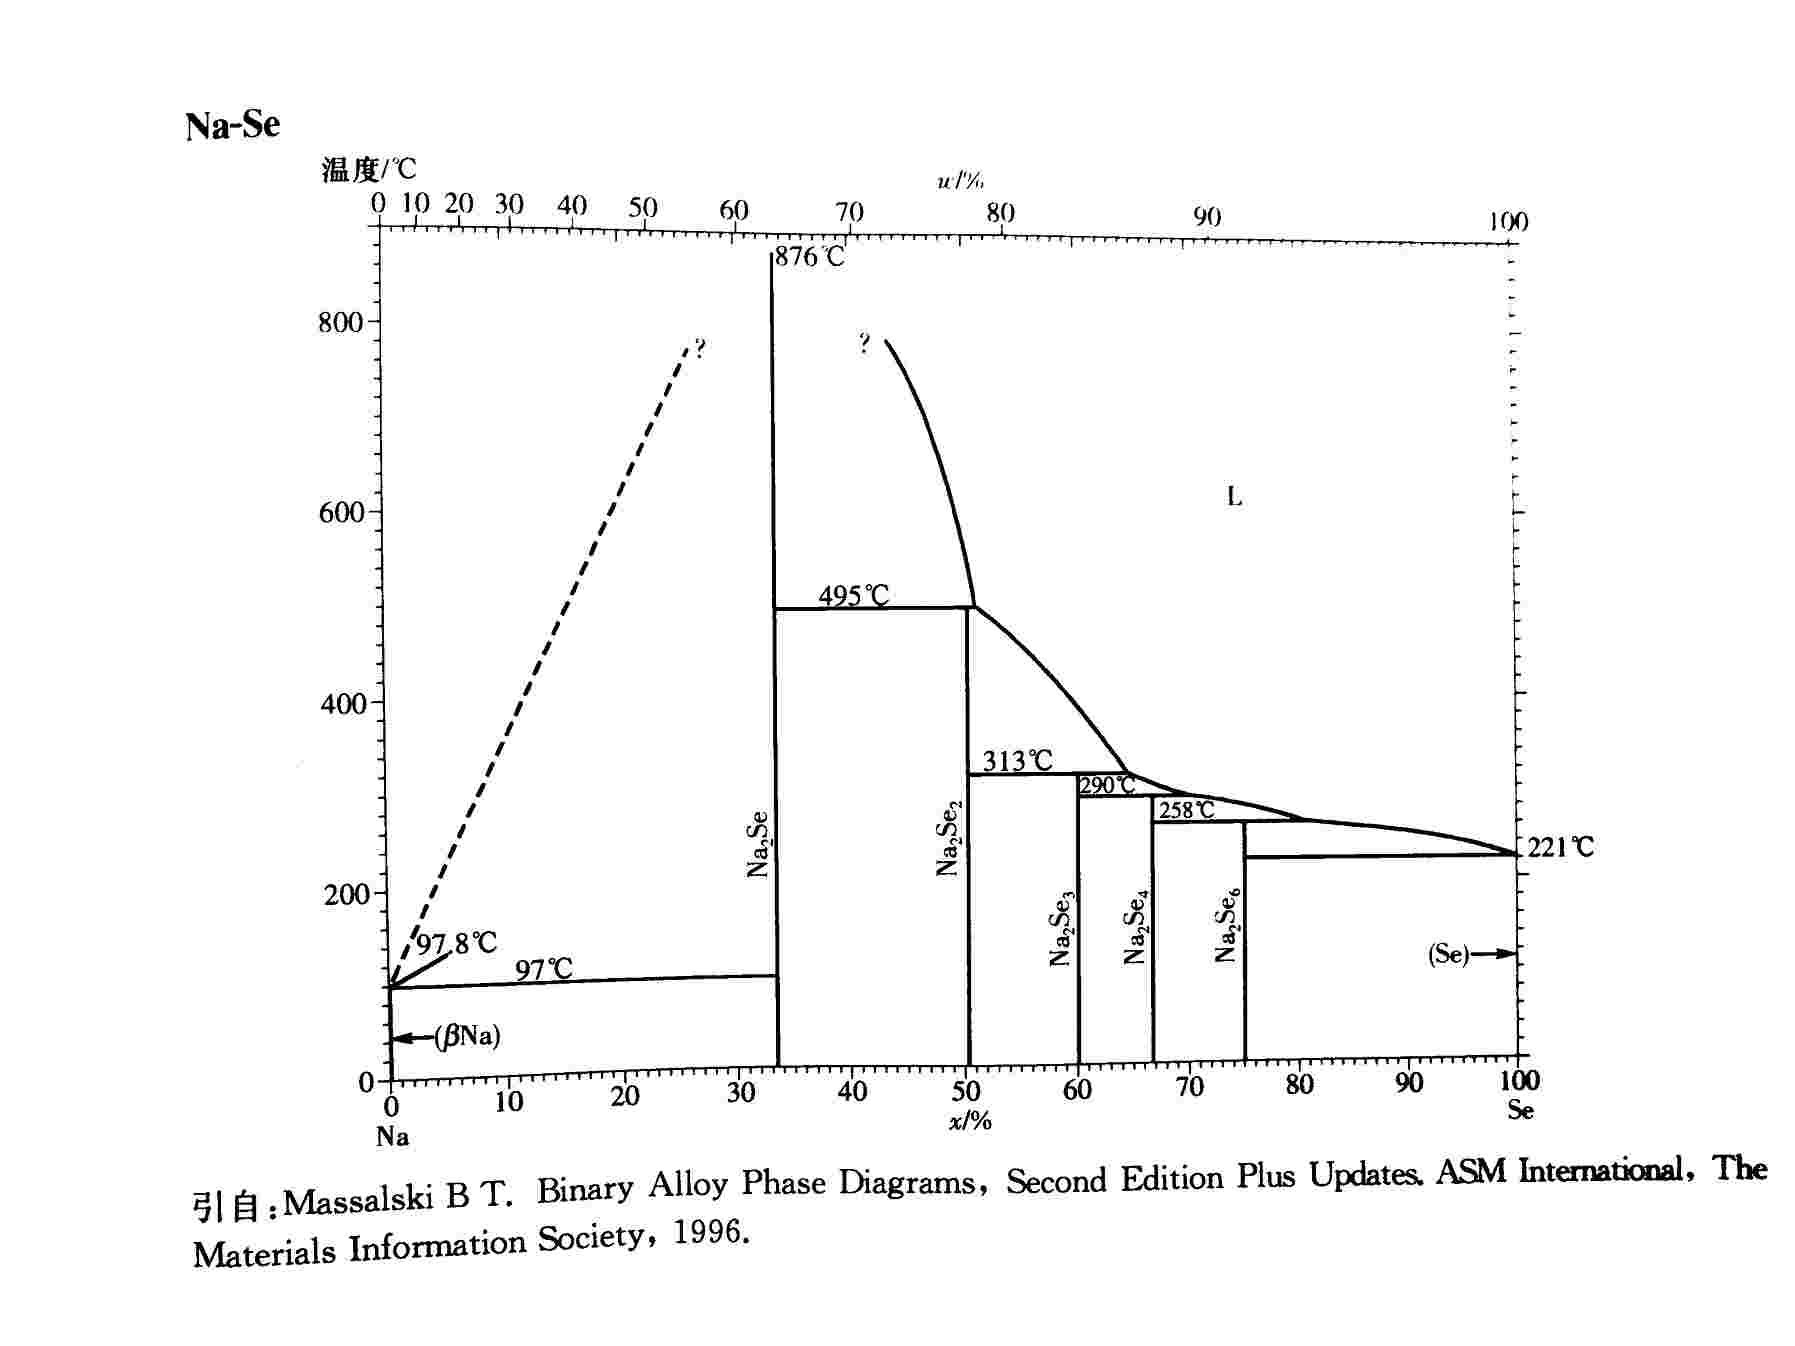 Na-Se
温度/℃
w/%
0 10 20 30 40 50 60 70 80 90 100
876℃
800
?
?
600
L
495℃
400
313℃
290℃
258℃
221℃
Na₂Se
Na₂Se₂
Na₂Se₃
Na₂Se₄
Na₂Se₆
200
97.8℃
97℃
(Se)
(βNa)
0
0 10 20 30 40 50 60 70 80 90 100
Na
x/%
Se
引自:Massalski B T. Binary Alloy Phase Diagrams, Second Edition Plus Updates. ASM International, The
Materials Information Society, 1996.